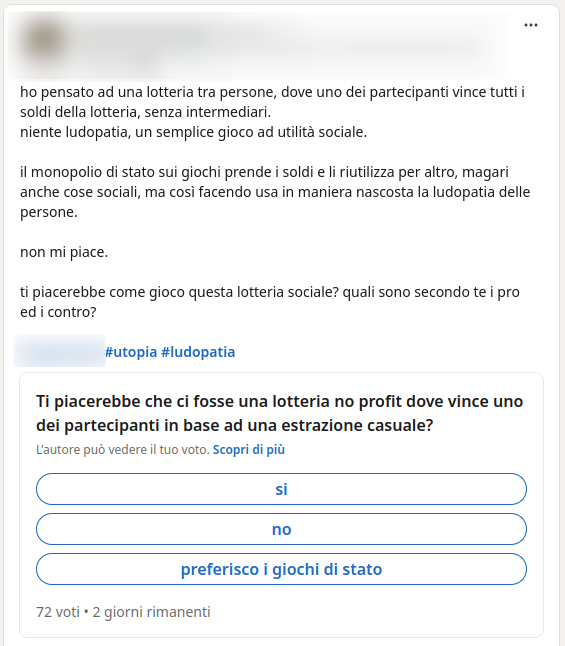 ho pensato ad una lotteria tra persone, dove uno dei partecipanti vince tutti i
soldi della lotteria, senza intermediari.
niente ludopatia, un semplice gioco ad utilità sociale.
il monopolio di stato sui giochi prende i soldi e li riutilizza per altro, magari
anche cose sociali, ma così facendo usa in maniera nascosta la ludopatia delle
persone.
non mi piace.
ti piacerebbe come gioco questa lotteria sociale? quali sono secondo te i pro
ed i contro?
#utopia #ludopatia
Ti piacerebbe che ci fosse una lotteria no profit dove vince uno
dei partecipanti in base ad una estrazione casuale?
L'autore può vedere il tuo voto. Scopri di più
si
no
preferisco i giochi di stato
72 voti • 2 giorni rimanenti